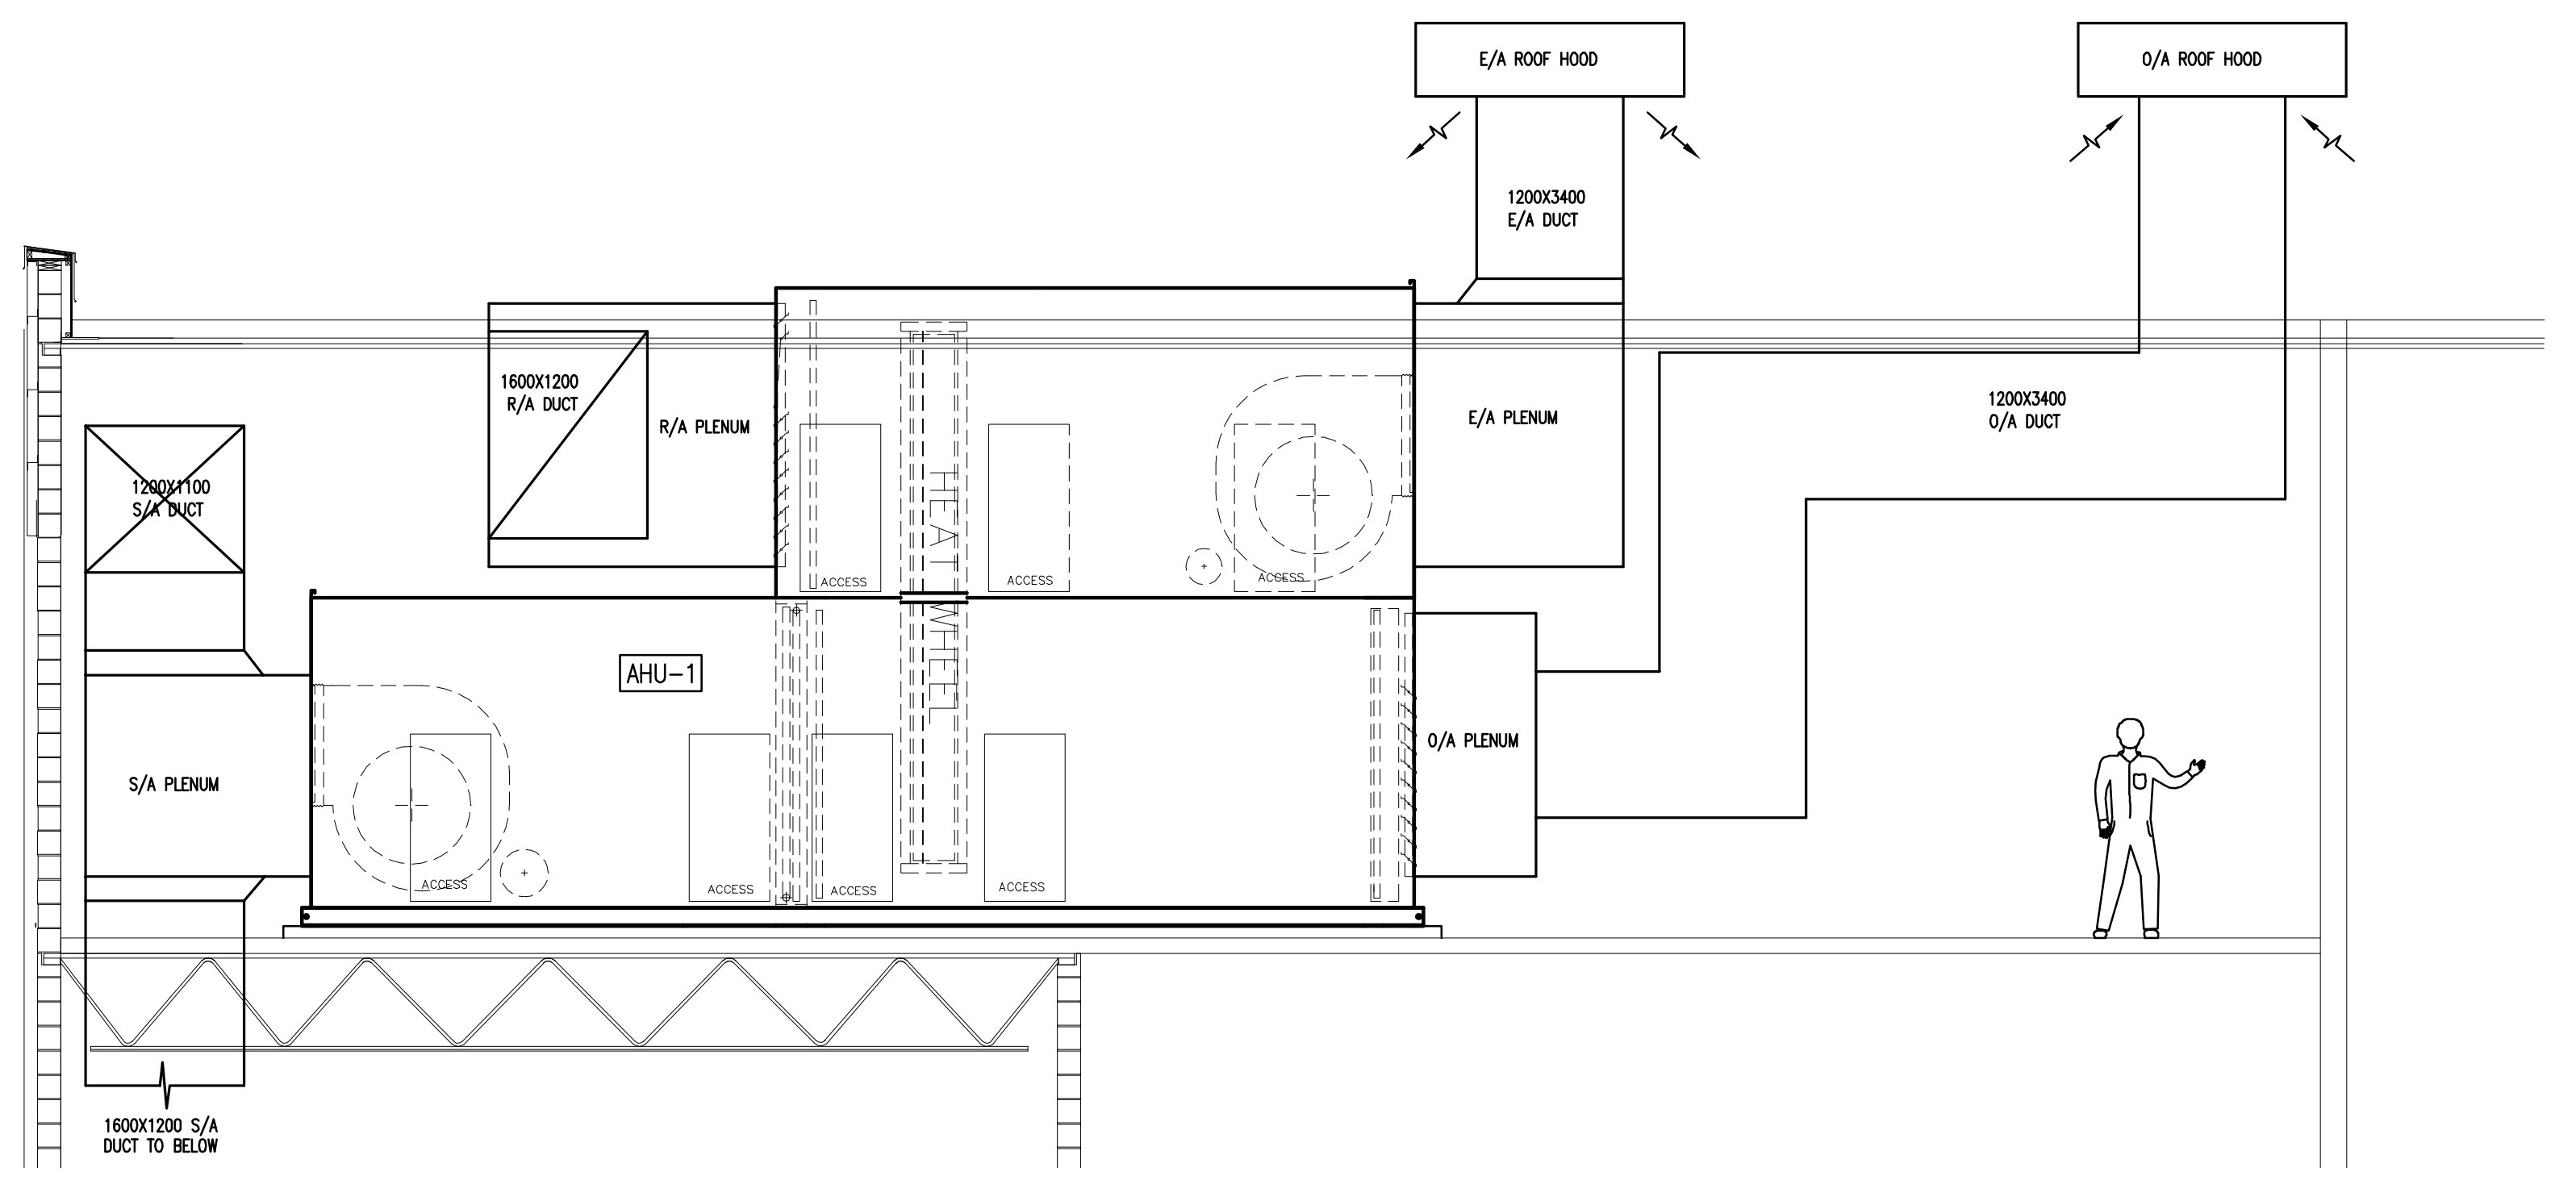 E/A ROOF HOOD
O/A ROOF HOOD
1200X3400
E/A DUCT
1600X1200
R/A DUCT
R/A PLENUM
E/A PLENUM
1200X3400
O/A DUCT
1200X1100
S/A DUCT
HEAT WHEEL
ACCESS
ACCESS
ACCESS
AHU-1
O/A PLENUM
S/A PLENUM
ACCESS
ACCESS
ACCESS
ACCESS
1600X1200 S/A
DUCT TO BELOW